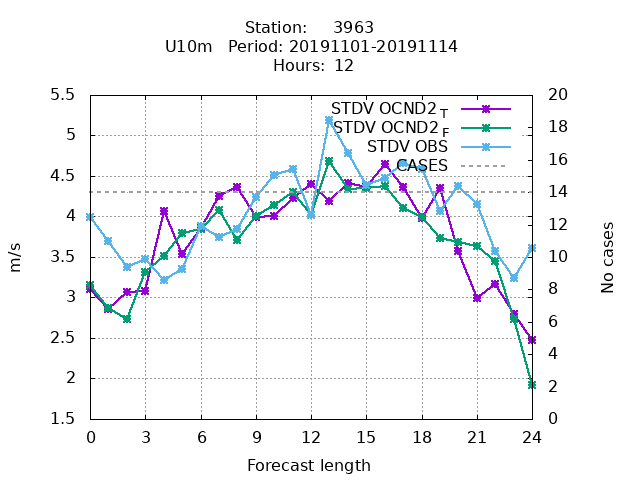 Station:     3963
U10m   Period: 20191101-20191114
Hours: 12
STDV OCND2 T
STDV OCND2 F
STDV OBS
CASES
5.5
5
4.5
4
3.5
3
2.5
2
1.5
20
18
16
14
12
10
8
6
4
2
0
0 3 6 9 12 15 18 21 24
m/s
No cases
Forecast length